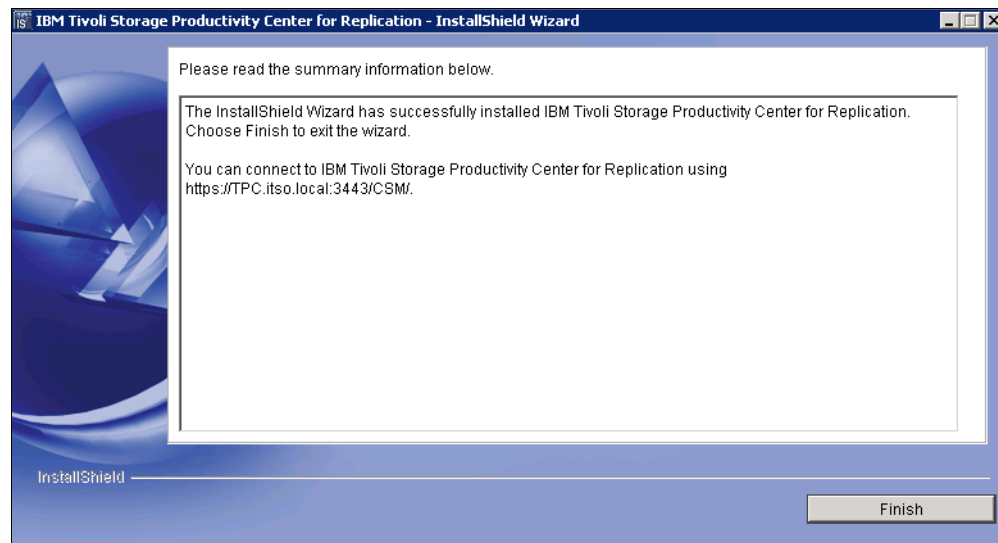 IBM Tivoli Storage Productivity Center for Replication - InstallShield Wizard
Please read the summary information below.
The InstallShield Wizard has successfully installed IBM Tivoli Storage Productivity Center for Replication.
Choose Finish to exit the wizard.
You can connect to IBM Tivoli Storage Productivity Center for Replication using
https://TPC.itso.local:3443/CSM/.
InstallShield
Finish